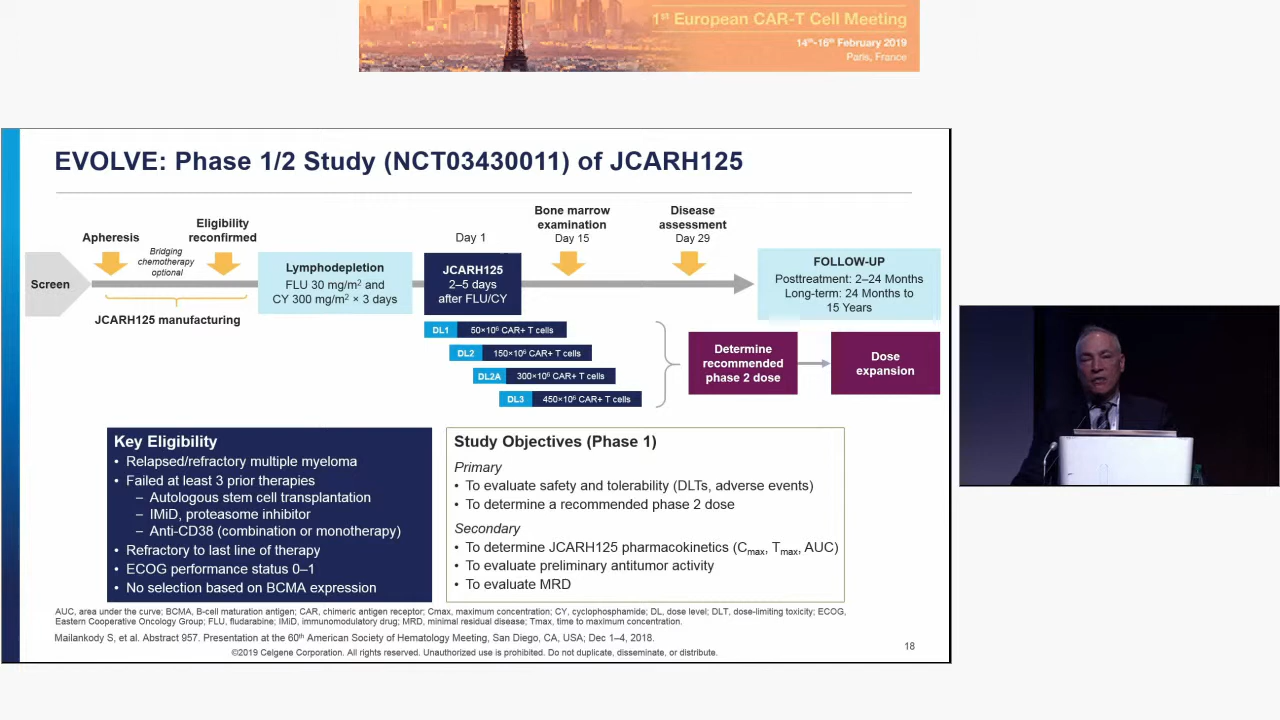 1st European CAR-T Cell Meeting
14th-16th February 2019
Paris, France
EVOLVE: Phase 1/2 Study (NCT03430011) of JCARH125
Screen
Apheresis
Bridging
chemotherapy
optional
Eligibility
reconfirmed
JCARH125 manufacturing
Lymphodepletion
FLU 30 mg/m² and
CY 300 mg/m² × 3 days
Day 1
JCARH125
2–5 days
after FLU/CY
Bone marrow
examination
Day 15
Disease
assessment
Day 29
FOLLOW-UP
Posttreatment: 2–24 Months
Long-term: 24 Months to
15 Years
DL1 50×10⁶ CAR+ T cells
DL2 150×10⁶ CAR+ T cells
DL2A 300×10⁶ CAR+ T cells
DL3 450×10⁶ CAR+ T cells
Determine
recommended
phase 2 dose
Dose
expansion
Key Eligibility
• Relapsed/refractory multiple myeloma
• Failed at least 3 prior therapies
– Autologous stem cell transplantation
– IMiD, proteasome inhibitor
– Anti-CD38 (combination or monotherapy)
• Refractory to last line of therapy
• ECOG performance status 0–1
• No selection based on BCMA expression
Study Objectives (Phase 1)
Primary
• To evaluate safety and tolerability (DLTs, adverse events)
• To determine a recommended phase 2 dose
Secondary
• To determine JCARH125 pharmacokinetics (Cmax, Tmax, AUC)
• To evaluate preliminary antitumor activity
• To evaluate MRD
AUC, area under the curve; BCMA, B-cell maturation antigen; CAR, chimeric antigen receptor; Cmax, maximum concentration; CY, cyclophosphamide; DL, dose level; DLT, dose-limiting toxicity; ECOG,
Eastern Cooperative Oncology Group; FLU, fludarabine; IMiD, immunomodulatory drug; MRD, minimal residual disease; Tmax, time to maximum concentration.
Mailankody S, et al. Abstract 957. Presentation at the 60th American Society of Hematology Meeting, San Diego, CA, USA; Dec 1–4, 2018.
©2019 Celgene Corporation. All rights reserved. Unauthorized use is prohibited. Do not duplicate, disseminate, or distribute.
18